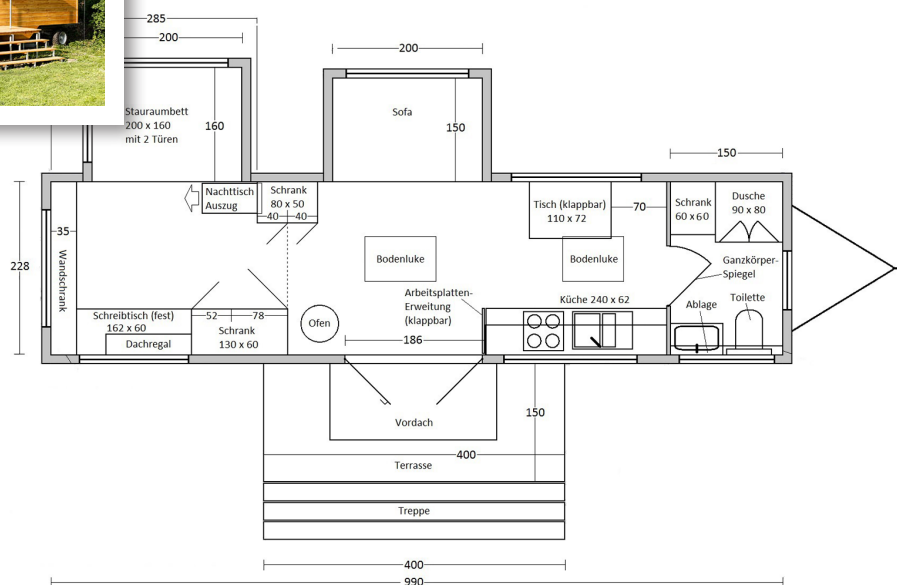 285
200
200
Stauraumbett
200 x 160
mit 2 Türen
160
Sofa
150
150
Nachttisch
Auszug
Schrank
80 x 50
40 40
Tisch (klappbar)
110 x 72
70
Schrank
60 x 60
Dusche
90 x 80
35
Wandschrank
228
Bodenluke
Bodenluke
Ganzkörper-
Spiegel
Arbeitsplatten-
Erweitung
(klappbar)
Küche 240 x 62
Ablage
Toilette
Schreibtisch (fest)
162 x 60
Dachregal
52 78
Schrank
130 x 60
Ofen
186
Vordach
150
400
Terrasse
Treppe
400
990